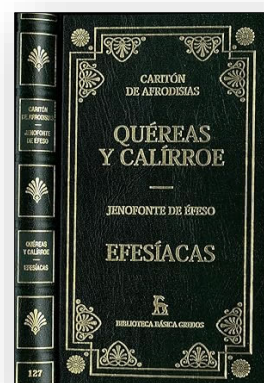 CARITÓN
DE AFRODISIAS
JENOFONTE
DE ÉFESO
QUÉREAS
Y CALÍRROE
EFESÍACAS
127
CARITÓN
DE AFRODISIAS
QUÉREAS
Y CALÍRROE
JENOFONTE DE ÉFESO
EFESÍACAS
BIBLIOTECA BÁSICA GREDOS